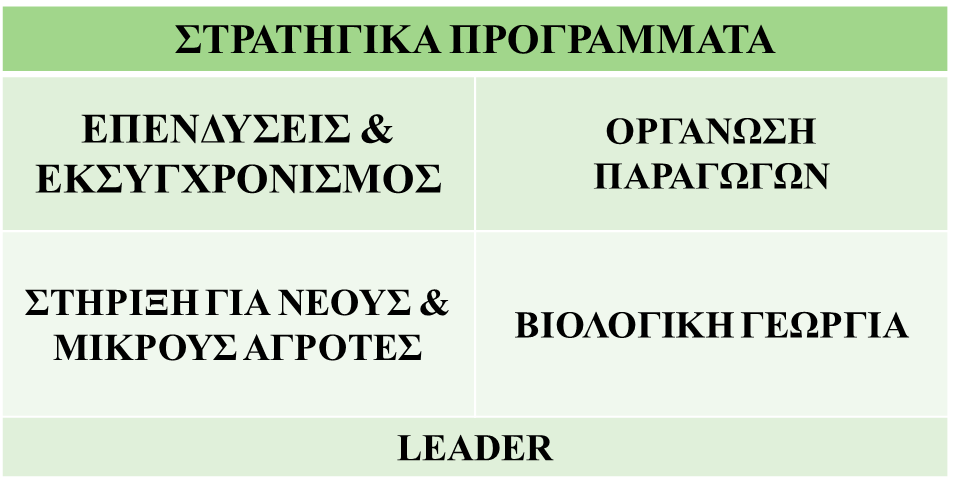 ΣΤΡΑΤΗΓΙΚΑ ΠΡΟΓΡΑΜΜΑΤΑ
ΕΠΕΝΔΥΣΕΙΣ &
ΕΚΣΥΓΧΡΟΝΙΣΜΟΣ
ΟΡΓΑΝΩΣΗ
ΠΑΡΑΓΩΓΩΝ
ΣΤΗΡΙΞΗ ΓΙΑ ΝΕΟΥΣ &
ΜΙΚΡΟΥΣ ΑΓΡΟΤΕΣ
ΒΙΟΛΟΓΙΚΗ ΓΕΩΡΓΙΑ
LEADER